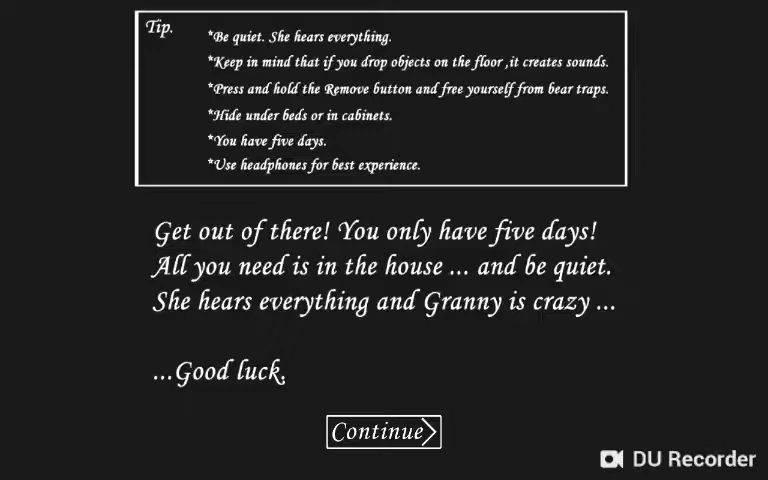 Tip.
*Be quiet. She hears everything.
*Keep in mind that if you drop objects on the floor ,it creates sounds.
*Press and hold the Remove button and free yourself from bear traps.
*Hide under beds or in cabinets.
*You have five days.
*Use headphones for best experience.
Get out of there! You only have five days!
All you need is in the house ... and be quiet.
She hears everything and Granny is crazy ...
...Good luck.
Continue
DU Recorder